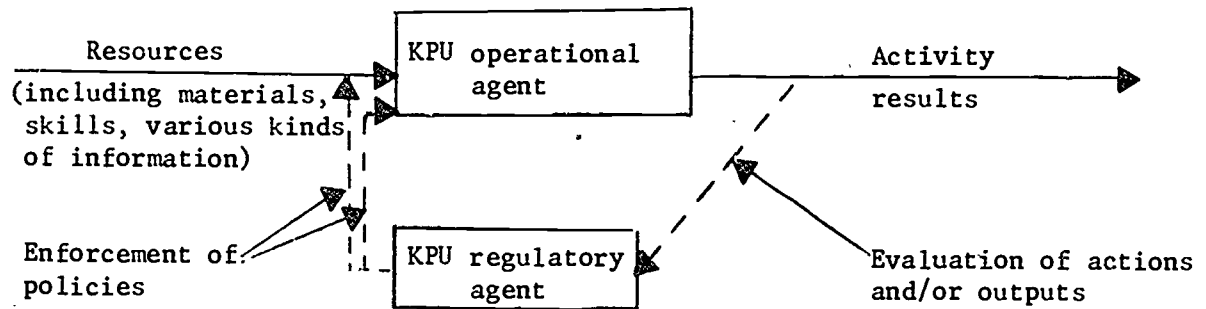 Resources
(including materials,
skills, various kinds
of information)
KPU operational
agent
Activity
results
Enforcement of
policies
KPU regulatory
agent
Evaluation of actions
and/or outputs